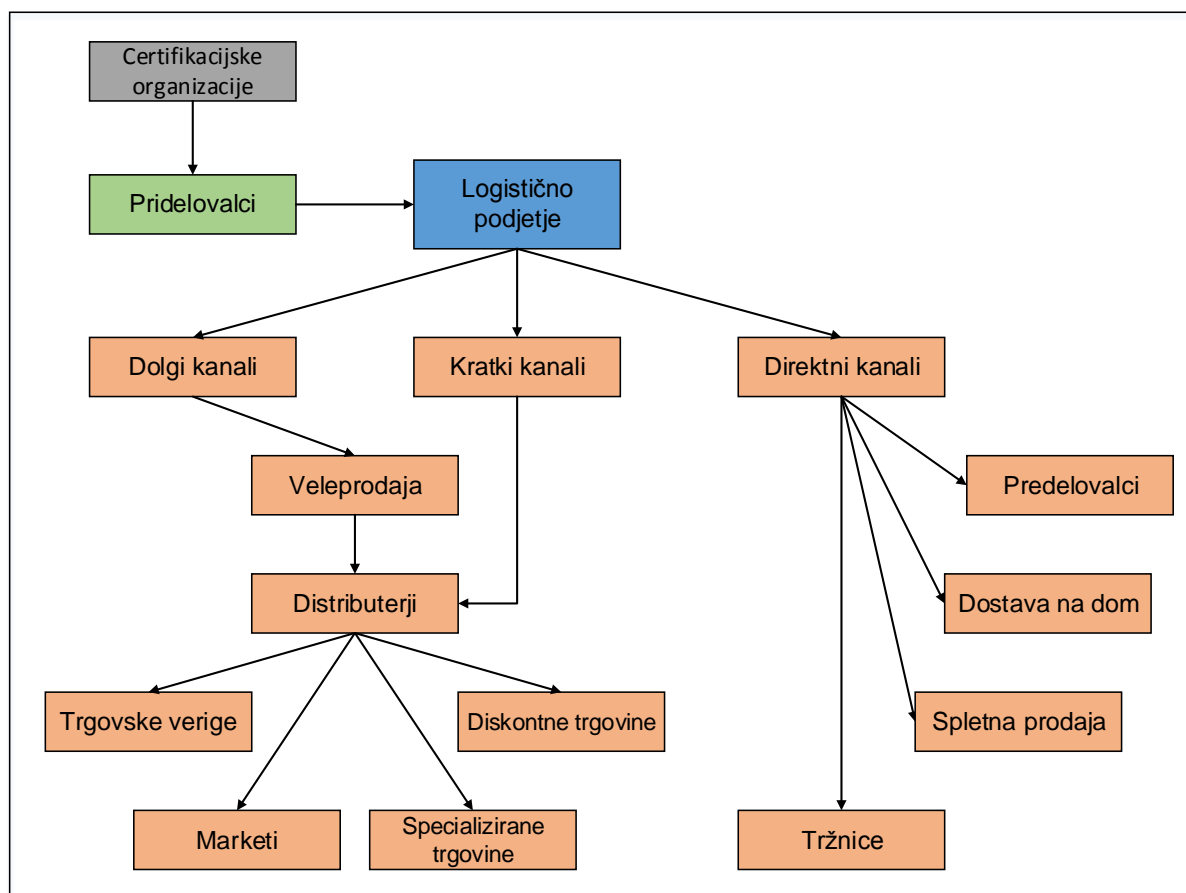 Certifikacijske
organizacije
Pridelovalci
Logistično
podjetje
Dolgi kanali
Kratki kanali
Direktni kanali
Veleprodaja
Predelovalci
Distributerji
Dostava na dom
Trgovske verige
Diskontne trgovine
Spletna prodaja
Marketi
Specializirane
trgovine
Tržnice